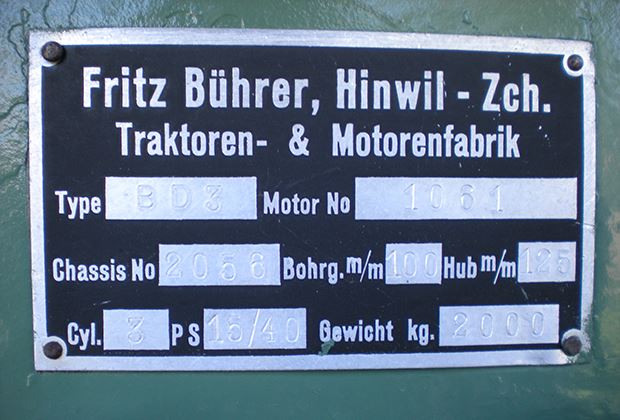 Fritz Bührer, Hinwil - Zch.
Traktoren- & Motorenfabrik
Type BD3 Motor No 1061
Chassis No 2056 Bohrg. m/m 100 Hub m/m 125
Cyl. 3 PS 15/40 Gewicht kg. 2000